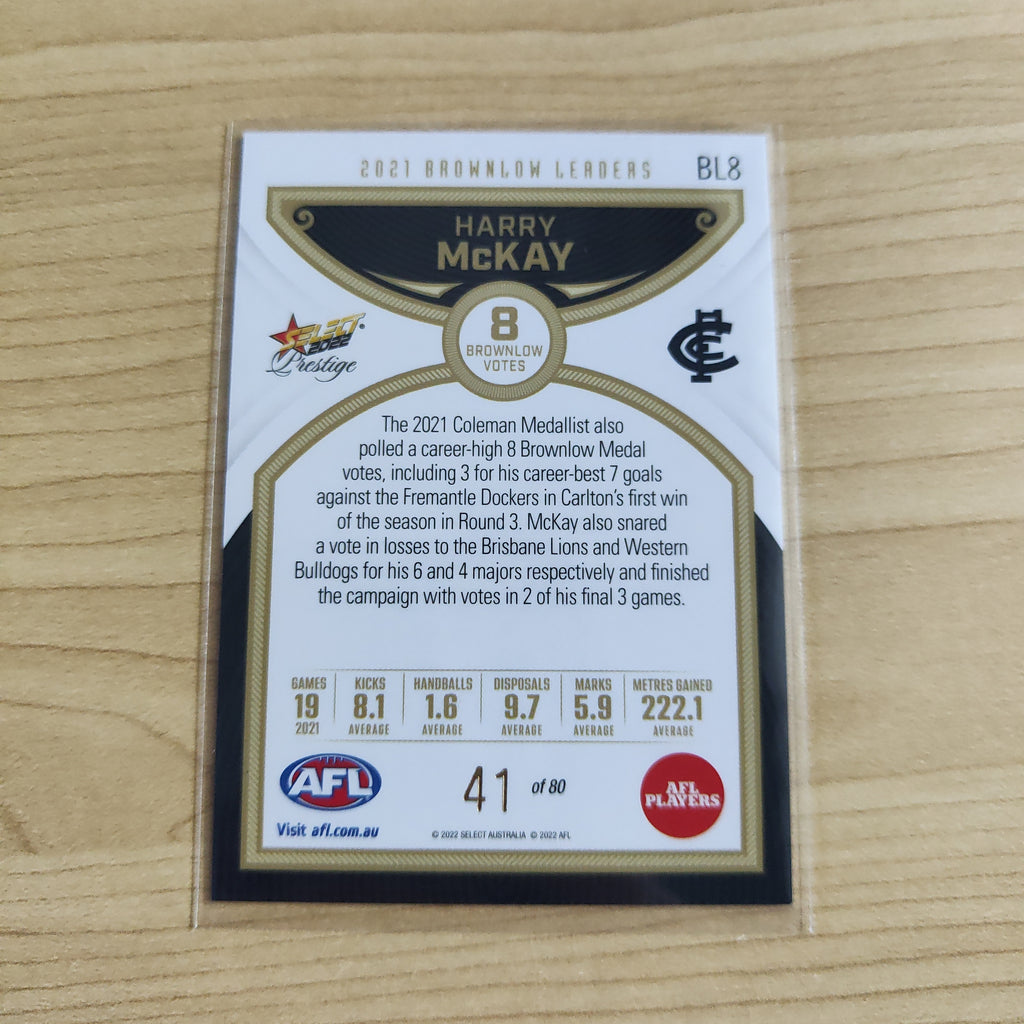 2021 BROWNLOW LEADERS
BL8
HARRY
McKAY
8
BROWNLOW
VOTES
SELECT
2022
Prestige
CFC
The 2021 Coleman Medallist also
polled a career-high 8 Brownlow Medal
votes, including 3 for his career-best 7 goals
against the Fremantle Dockers in Carlton's first win
of the season in Round 3. McKay also snared
a vote in losses to the Brisbane Lions and Western
Bulldogs for his 6 and 4 majors respectively and finished
the campaign with votes in 2 of his final 3 games.
GAMES KICKS HANDBALLS DISPOSALS MARKS METRES GAINED
19 8.1 1.6 9.7 5.9 222.1
2021 AVERAGE AVERAGE AVERAGE AVERAGE AVERAGE
AFL
41 of 80
AFL
PLAYERS
Visit afl.com.au
© 2022 SELECT AUSTRALIA © 2022 AFL